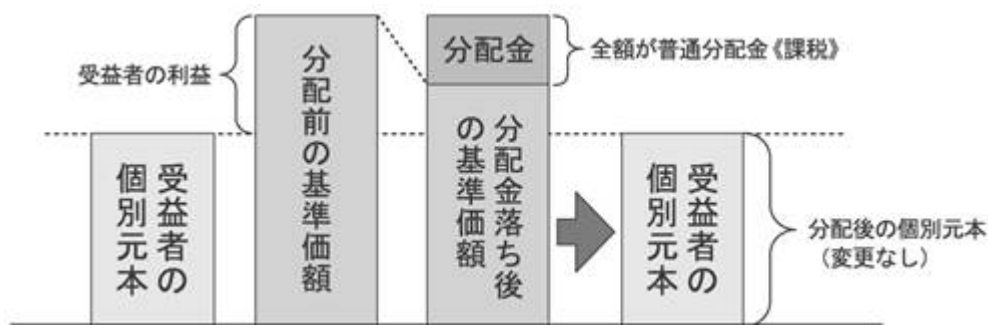 受益者の利益
受益者の
個別元本
分配前の基準価額
分配金
分配金落ち後
の基準価額
全額が普通分配金《課税》
受益者の
個別元本
分配後の個別元本
（変更なし）